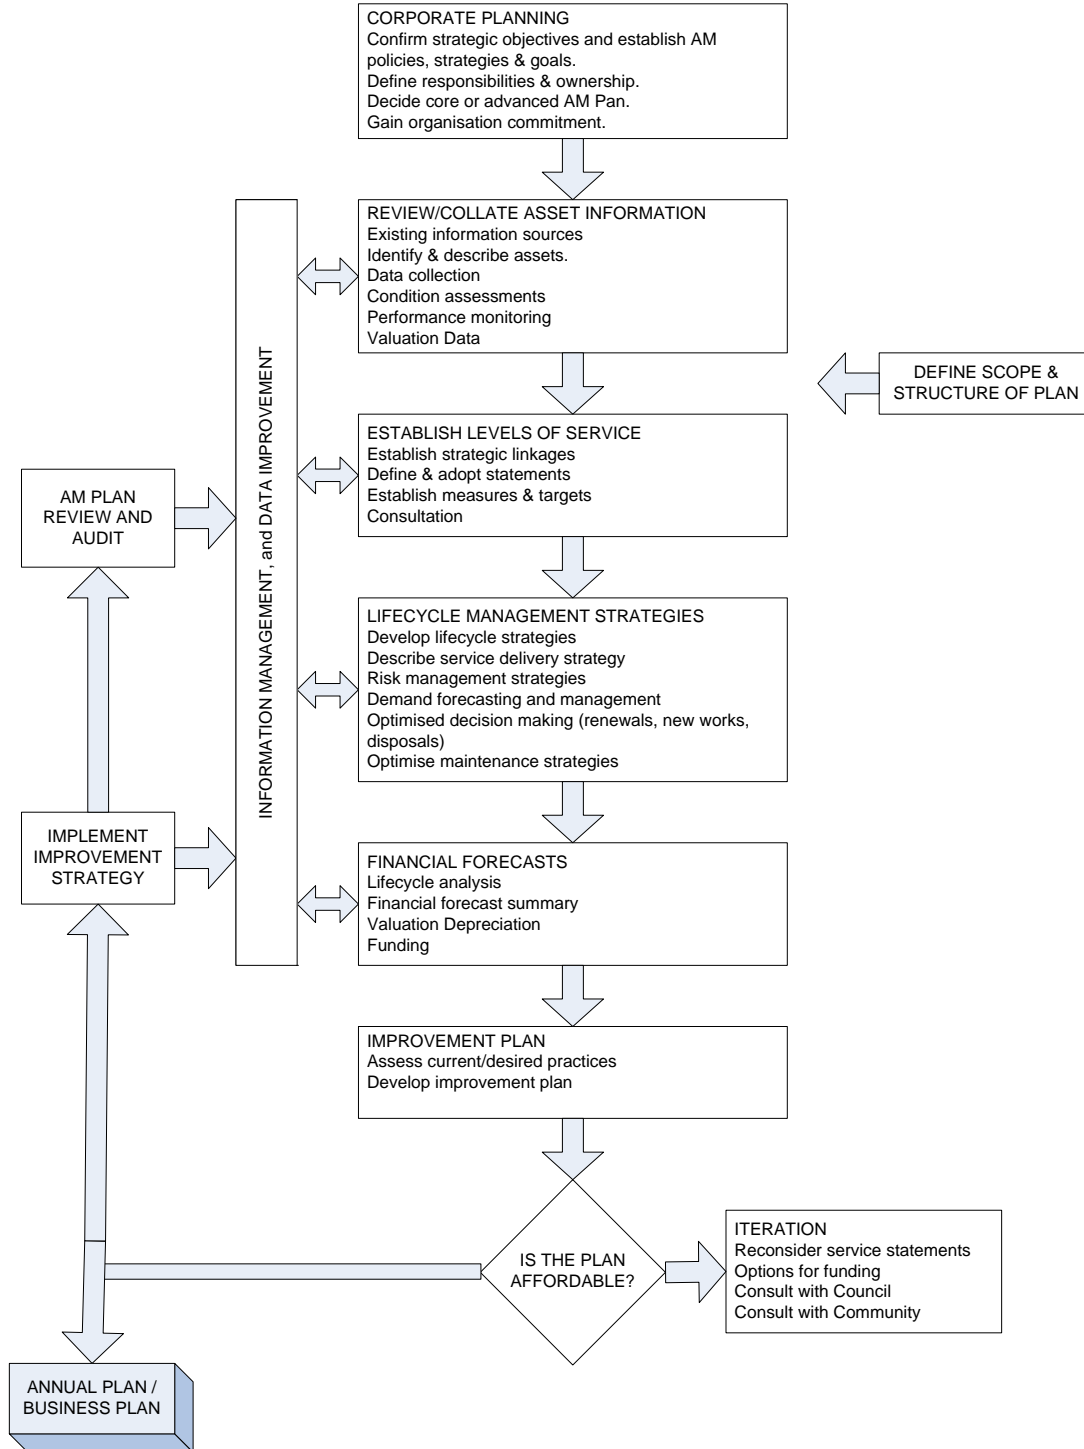 CORPORATE PLANNING
Confirm strategic objectives and establish AM
policies, strategies & goals.
Define responsibilities & ownership.
Decide core or advanced AM Pan.
Gain organisation commitment.
REVIEW/COLLATE ASSET INFORMATION
Existing information sources
Identify & describe assets.
Data collection
Condition assessments
Performance monitoring
Valuation Data
DEFINE SCOPE &
STRUCTURE OF PLAN
INFORMATION MANAGEMENT, and DATA IMPROVEMENT
ESTABLISH LEVELS OF SERVICE
Establish strategic linkages
Define & adopt statements
Establish measures & targets
Consultation
AM PLAN
REVIEW AND
AUDIT
LIFECYCLE MANAGEMENT STRATEGIES
Develop lifecycle strategies
Describe service delivery strategy
Risk management strategies
Demand forecasting and management
Optimised decision making (renewals, new works,
disposals)
Optimise maintenance strategies
IMPLEMENT
IMPROVEMENT
STRATEGY
FINANCIAL FORECASTS
Lifecycle analysis
Financial forecast summary
Valuation Depreciation
Funding
IMPROVEMENT PLAN
Assess current/desired practices
Develop improvement plan
IS THE PLAN
AFFORDABLE?
ITERATION
Reconsider service statements
Options for funding
Consult with Council
Consult with Community
ANNUAL PLAN /
BUSINESS PLAN